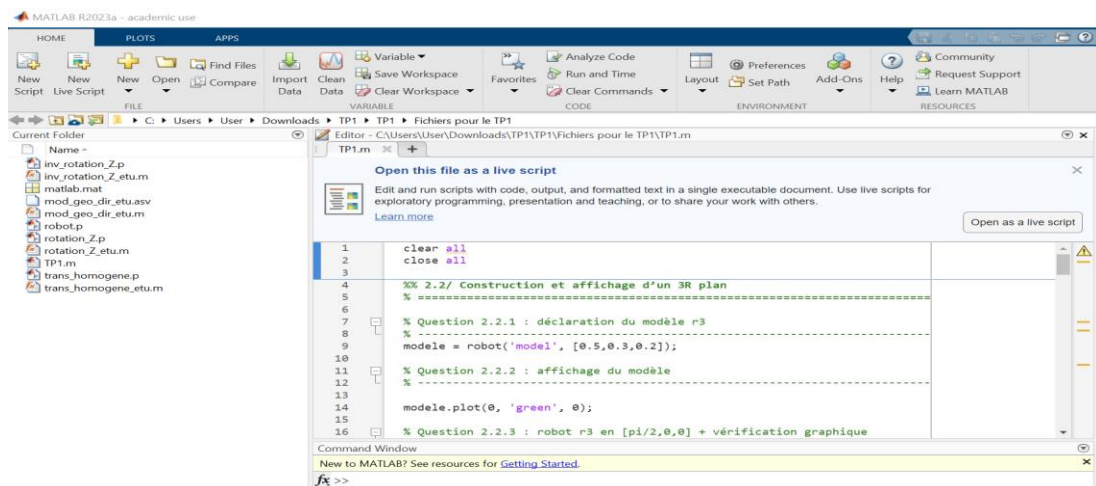 MATLAB R2023a - academic use
HOME PLOTS APPS
New Script
New Live Script
New
Open
Find Files
Compare
Import Data
Clean Data
Variable
Save Workspace
Clear Workspace
Favorites
Analyze Code
Run and Time
Clear Commands
Layout
Preferences
Set Path
Add-Ons
Help
Community
Request Support
Learn MATLAB
FILE VARIABLE CODE ENVIRONMENT RESOURCES
C: Users User Downloads TP1 TP1 Fichiers pour le TP1
Current Folder
Name
inv_rotation_Z.p
inv_rotation_Z_etu.m
matlab.mat
mod_geo_dir_etu.asv
mod_geo_dir_etu.m
robot.p
rotation_Z.p
rotation_Z_etu.m
TP1.m
trans_homogene.p
trans_homogene_etu.m
Editor - C:\Users\User\Downloads\TP1\TP1\Fichiers pour le TP1\TP1.m
TP1.m
Open this file as a live script
Edit and run scripts with code, output, and formatted text in a single executable document. Use live scripts for
exploratory programming, presentation and teaching, or to share your work with others.
Learn more
Open as a live script
1 clear all
2 close all
3
4 %% 2.2/ Construction et affichage d'un 3R plan
5 % =============================================================================
6
7 % Question 2.2.1 : déclaration du modèle r3
8 % -----------------------------------------------------------------------------
9 modele = robot('model', [0.5,0.3,0.2]);
10
11 % Question 2.2.2 : affichage du modèle
12 % -----------------------------------------------------------------------------
13
14 modele.plot(0, 'green', 0);
15
16 % Question 2.2.3 : robot r3 en [pi/2,0,0] + vérification graphique
Command Window
New to MATLAB? See resources for Getting Started.
fx >>